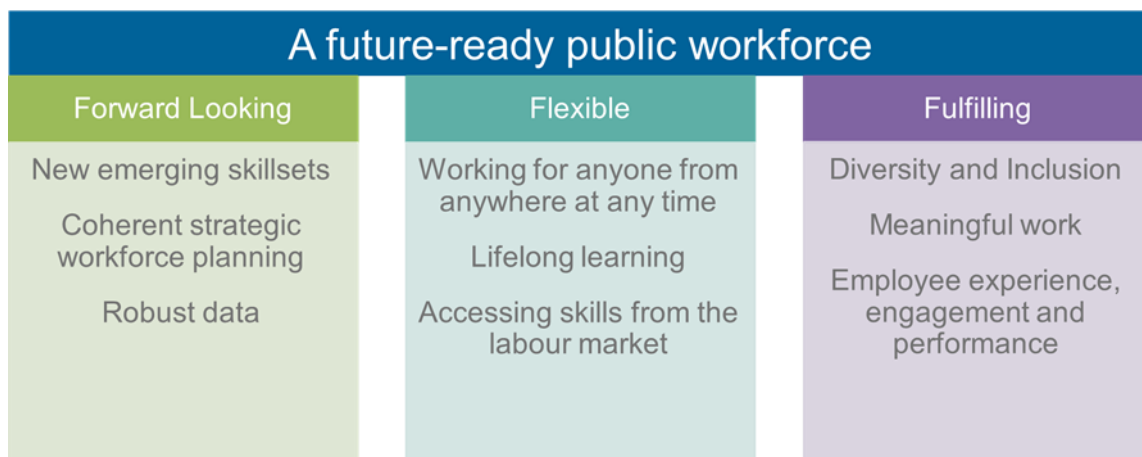 A future-ready public workforce
Forward Looking
New emerging skillsets
Coherent strategic
workforce planning
Robust data
Flexible
Working for anyone from
anywhere at any time
Lifelong learning
Accessing skills from the
labour market
Fulfilling
Diversity and Inclusion
Meaningful work
Employee experience,
engagement and
performance